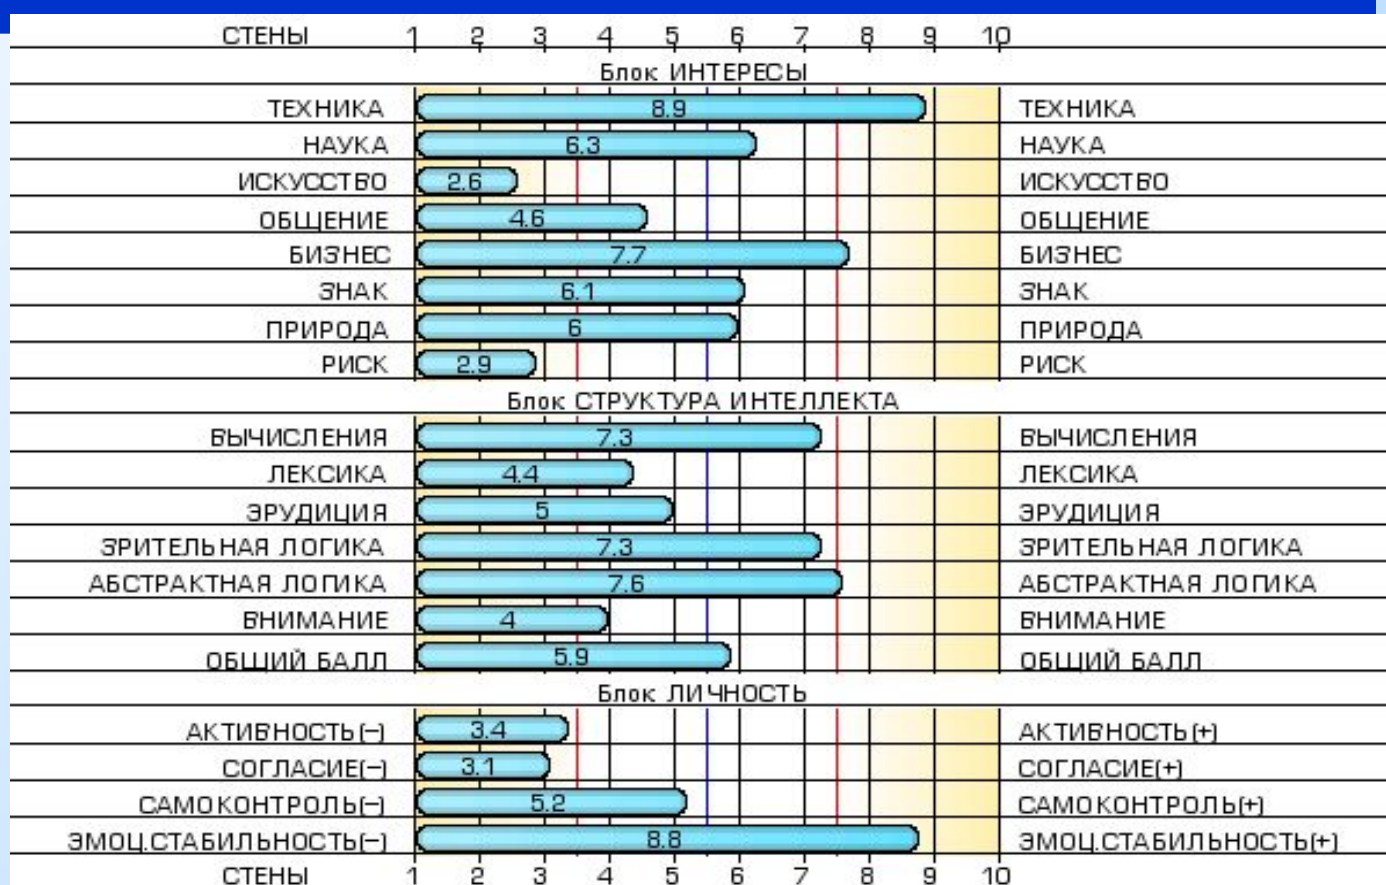 СТЕНЫ 1 2 3 4 5 6 7 8 9 10
Блок ИНТЕРЕСЫ
ТЕХНИКА 8.9 ТЕХНИКА
НАУКА 6.3 НАУКА
ИСКУССТВО 2.6 ИСКУССТВО
ОБЩЕНИЕ 4.6 ОБЩЕНИЕ
БИЗНЕС 7.7 БИЗНЕС
ЗНАК 6.1 ЗНАК
ПРИРОДА 6 ПРИРОДА
РИСК 2.9 РИСК
Блок СТРУКТУРА ИНТЕЛЛЕКТА
ВЫЧИСЛЕНИЯ 7.3 ВЫЧИСЛЕНИЯ
ЛЕКСИКА 4.4 ЛЕКСИКА
ЭРУДИЦИЯ 5 ЭРУДИЦИЯ
ЗРИТЕЛЬНАЯ ЛОГИКА 7.3 ЗРИТЕЛЬНАЯ ЛОГИКА
АБСТРАКТНАЯ ЛОГИКА 7.6 АБСТРАКТНАЯ ЛОГИКА
ВНИМАНИЕ 4 ВНИМАНИЕ
ОБЩИЙ БАЛЛ 5.9 ОБЩИЙ БАЛЛ
Блок ЛИЧНОСТЬ
АКТИВНОСТЬ(-) 3.4 АКТИВНОСТЬ(+)
СОГЛАСИЕ(-) 3.1 СОГЛАСИЕ(+)
САМОКОНТРОЛЬ(-) 5.2 САМОКОНТРОЛЬ(+)
ЭМОЦ.СТАБИЛЬНОСТЬ(-) 8.8 ЭМОЦ.СТАБИЛЬНОСТЬ(+)
СТЕНЫ 1 2 3 4 5 6 7 8 9 10